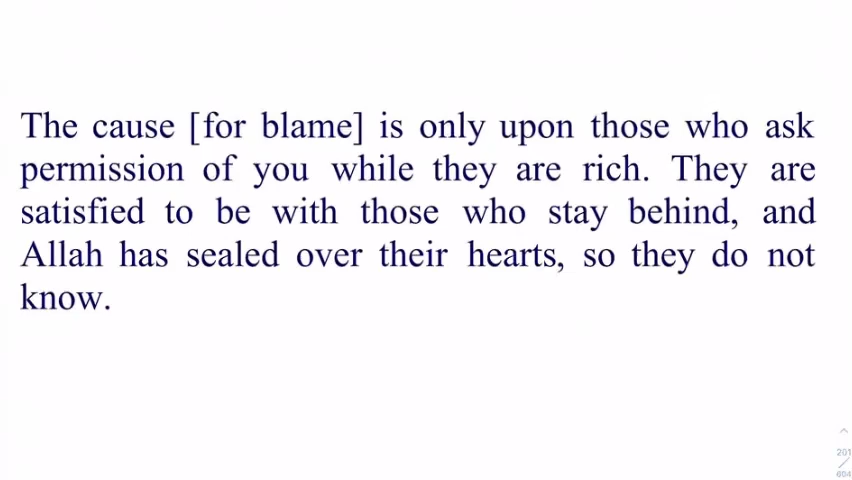 The cause [for blame] is only upon those who ask
permission of you while they are rich. They are
satisfied to be with those who stay behind, and
Allah has sealed over their hearts, so they do not
know.
201
/
604